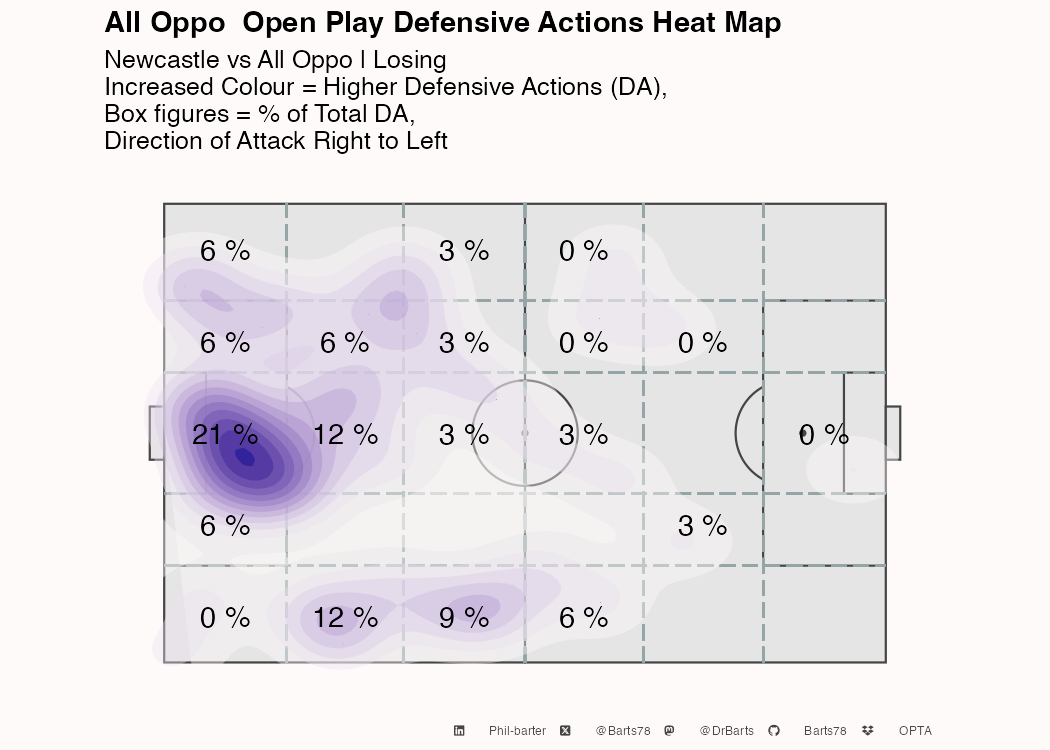 All Oppo  Open Play Defensive Actions Heat Map
Newcastle vs All Oppo | Losing
Increased Colour = Higher Defensive Actions (DA),
Box figures = % of Total DA,
Direction of Attack Right to Left
6 % 3 % 0 %
6 % 6 % 3 % 0 % 0 %
21 % 12 % 3 % 3 % 0 %
6 % 3 %
0 % 12 % 9 % 6 %
Phil-barter @Barts78 @DrBarts Barts78 OPTA